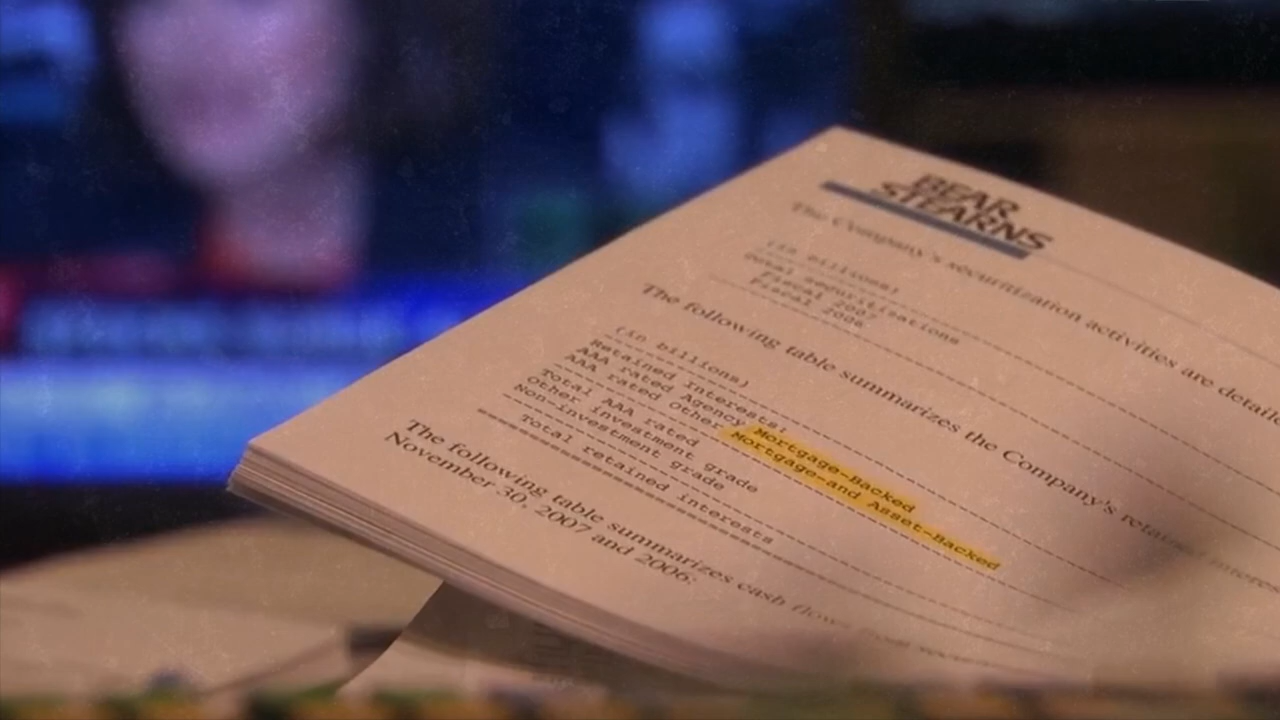 BEAR
STEARNS
The Company's securitization activities are detail
(in billions)
Total securitizations
Fiscal 2007
Fiscal 2006
The following table summarizes the Company's retained interes
(in billions)
Retained Interests:
AAA rated Agency Mortgage-Backed
AAA rated Other Mortgage-and Asset-Backed
Total AAA rated
Other investment grade
Non-investment grade
Total retained interests
The following table summarizes cash flows from
November 30, 2007 and 2006: